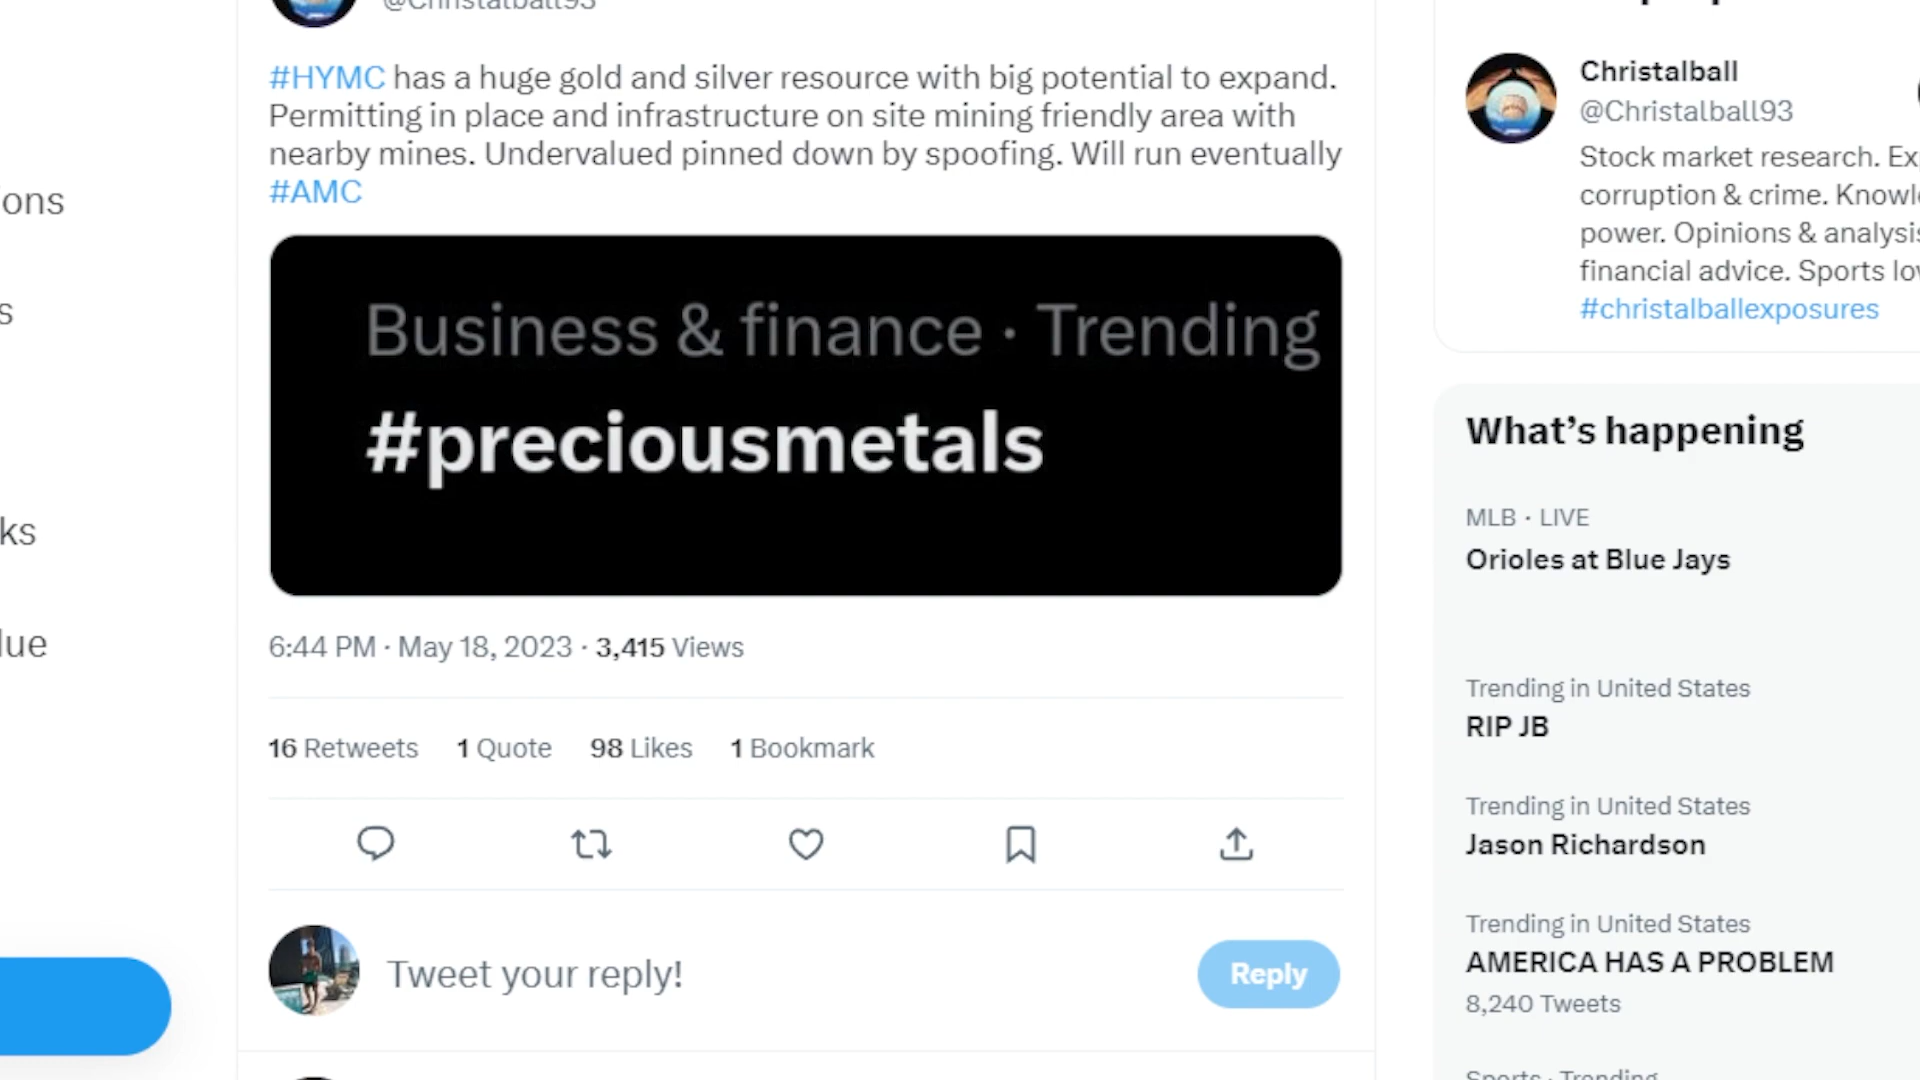 @Christalball93
#HYMC has a huge gold and silver resource with big potential to expand.
Permitting in place and infrastructure on site mining friendly area with
nearby mines. Undervalued pinned down by spoofing. Will run eventually
#AMC
Business & finance · Trending
#preciousmetals
6:44 PM · May 18, 2023 · 3,415 Views
16 Retweets 1 Quote 98 Likes 1 Bookmark
Tweet your reply!
Reply
ons
s
ks
lue
Christalball
@Christalball93
Stock market research. Ex
corruption & crime. Knowl
power. Opinions & analysis
financial advice. Sports lov
#christalballexposures
What's happening
MLB · LIVE
Orioles at Blue Jays
Trending in United States
RIP JB
Trending in United States
Jason Richardson
Trending in United States
AMERICA HAS A PROBLEM
8,240 Tweets
Sports · Trending